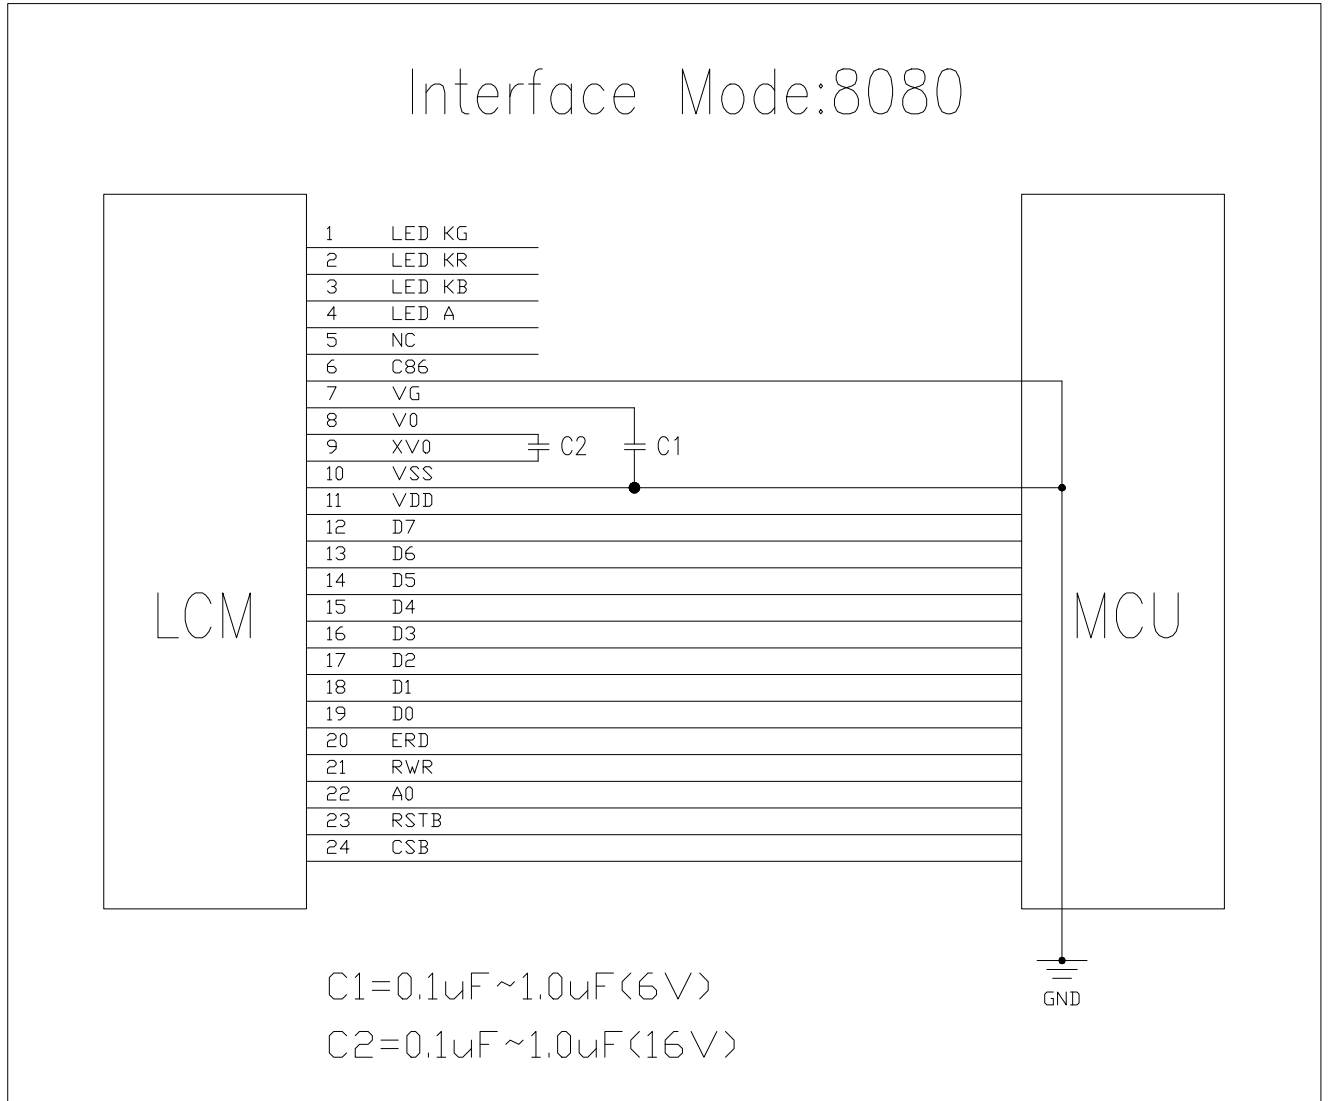 Interface Mode:8080
1 LED KG
2 LED KR
3 LED KB
4 LED A
5 NC
6 C86
7 VG
8 V0
9 XV0
C2 C1
10 VSS
11 VDD
12 D7
13 D6
14 D5
15 D4
16 D3
17 D2
18 D1
19 D0
20 ERD
21 RWR
22 A0
23 RSTB
24 CSB
LCM
MCU
GND
C1=0.1uF~1.0uF(6V)
C2=0.1uF~1.0uF(16V)